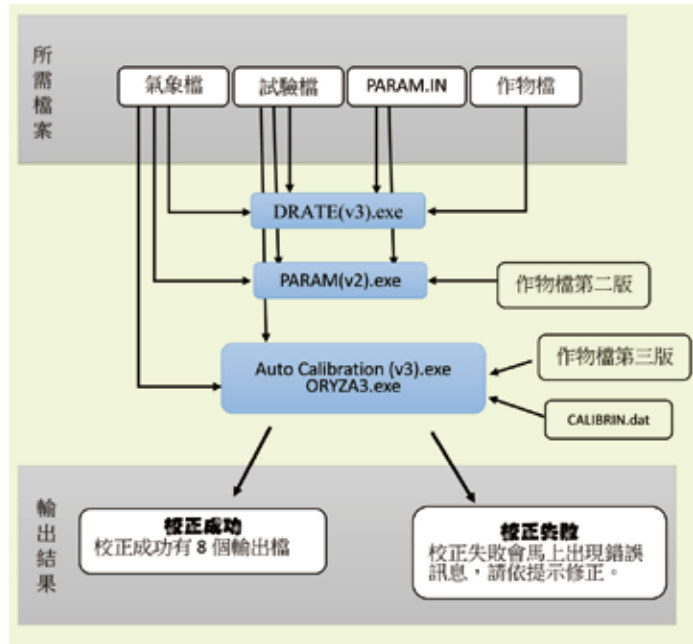 所需檔案
氣象檔
試驗檔
PARAM.IN
作物檔
DRATE(v3).exe
PARAM(v2).exe
作物檔第二版
Auto Calibration (v3).exe
ORYZA3.exe
作物檔第三版
CALIBRIN.dat
輸出結果
校正成功
校正成功有 8 個輸出檔
校正失敗
校正失敗會馬上出現錯誤
訊息，請依提示修正。